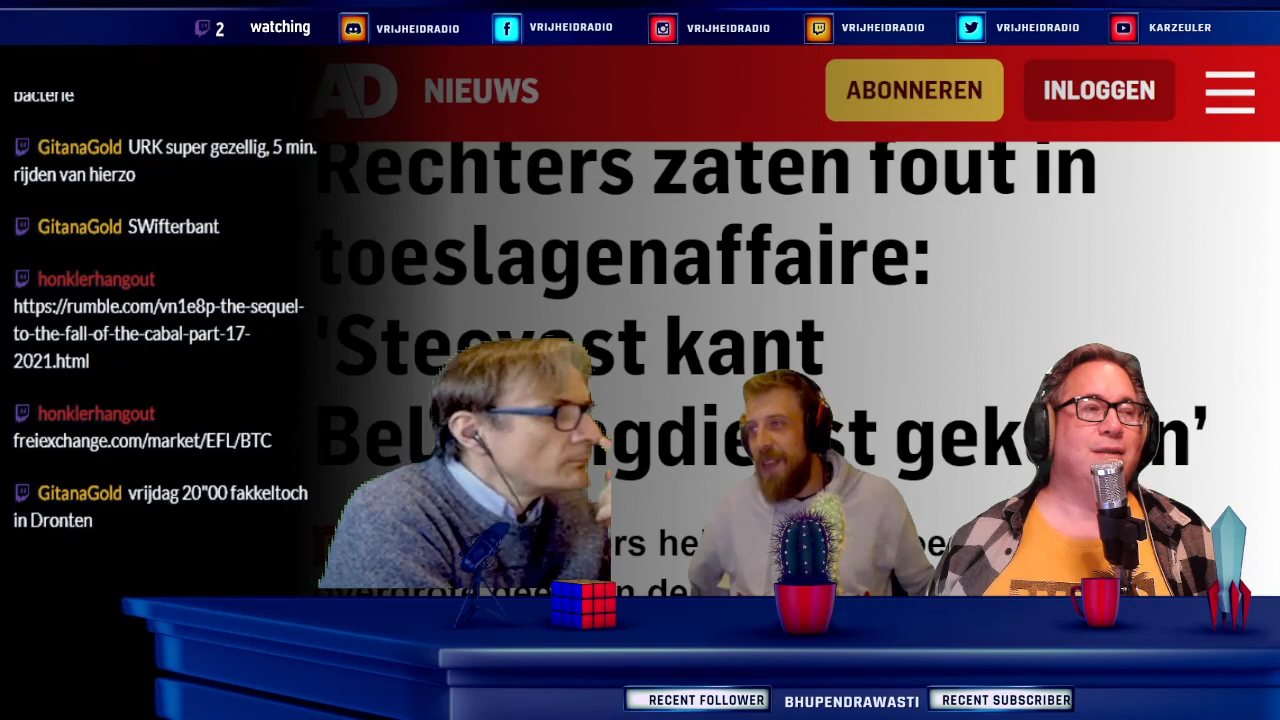 2 watching
VRIJHEIDRADIO
VRIJHEIDRADIO
VRIJHEIDRADIO
VRIJHEIDRADIO
VRIJHEIDRADIO
KARZEULER
AD NIEUWS
ABONNEREN
INLOGGEN
bacterie
GitanaGold URK super gezellig, 5 min.
rijden van hierzo
GitanaGold SWifterbant
honklerhangout
https://rumble.com/vn1e8p-the-sequel-
to-the-fall-of-the-cabal-part-17-
2021.html
honklerhangout
freiexchange.com/market/EFL/BTC
GitanaGold vrijdag 20"00 fakkeltoch
in Dronten
Rechters zaten fout in
toeslagenaffaire:
'Steevast kant
RECENT FOLLOWER
BHUPENDRAWASTI
RECENT SUBSCRIBER